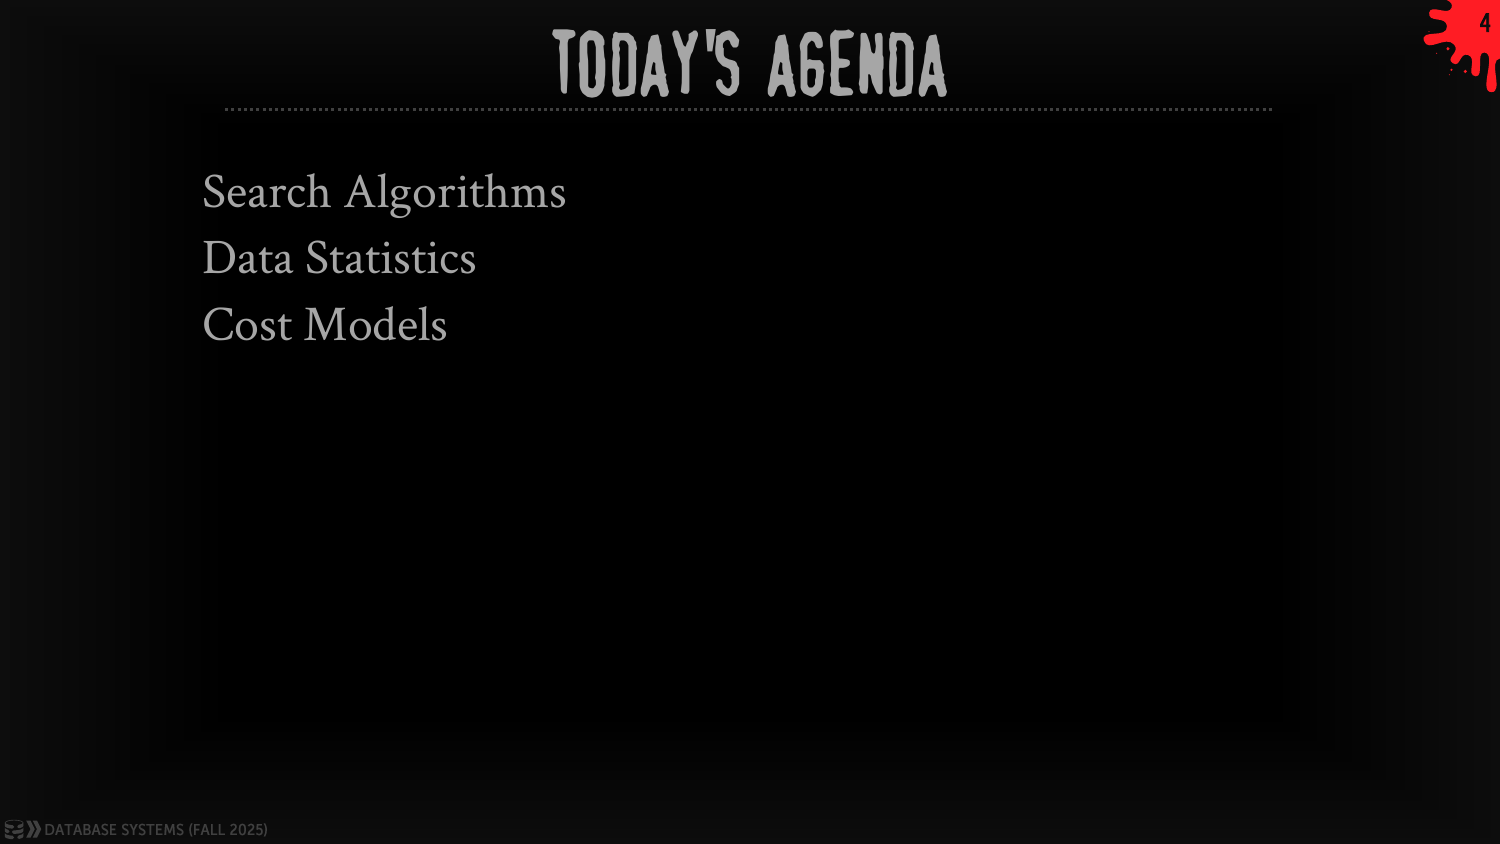 4
TODAY'S AGENDA
Search Algorithms
Data Statistics
Cost Models
DATABASE SYSTEMS (FALL 2025)